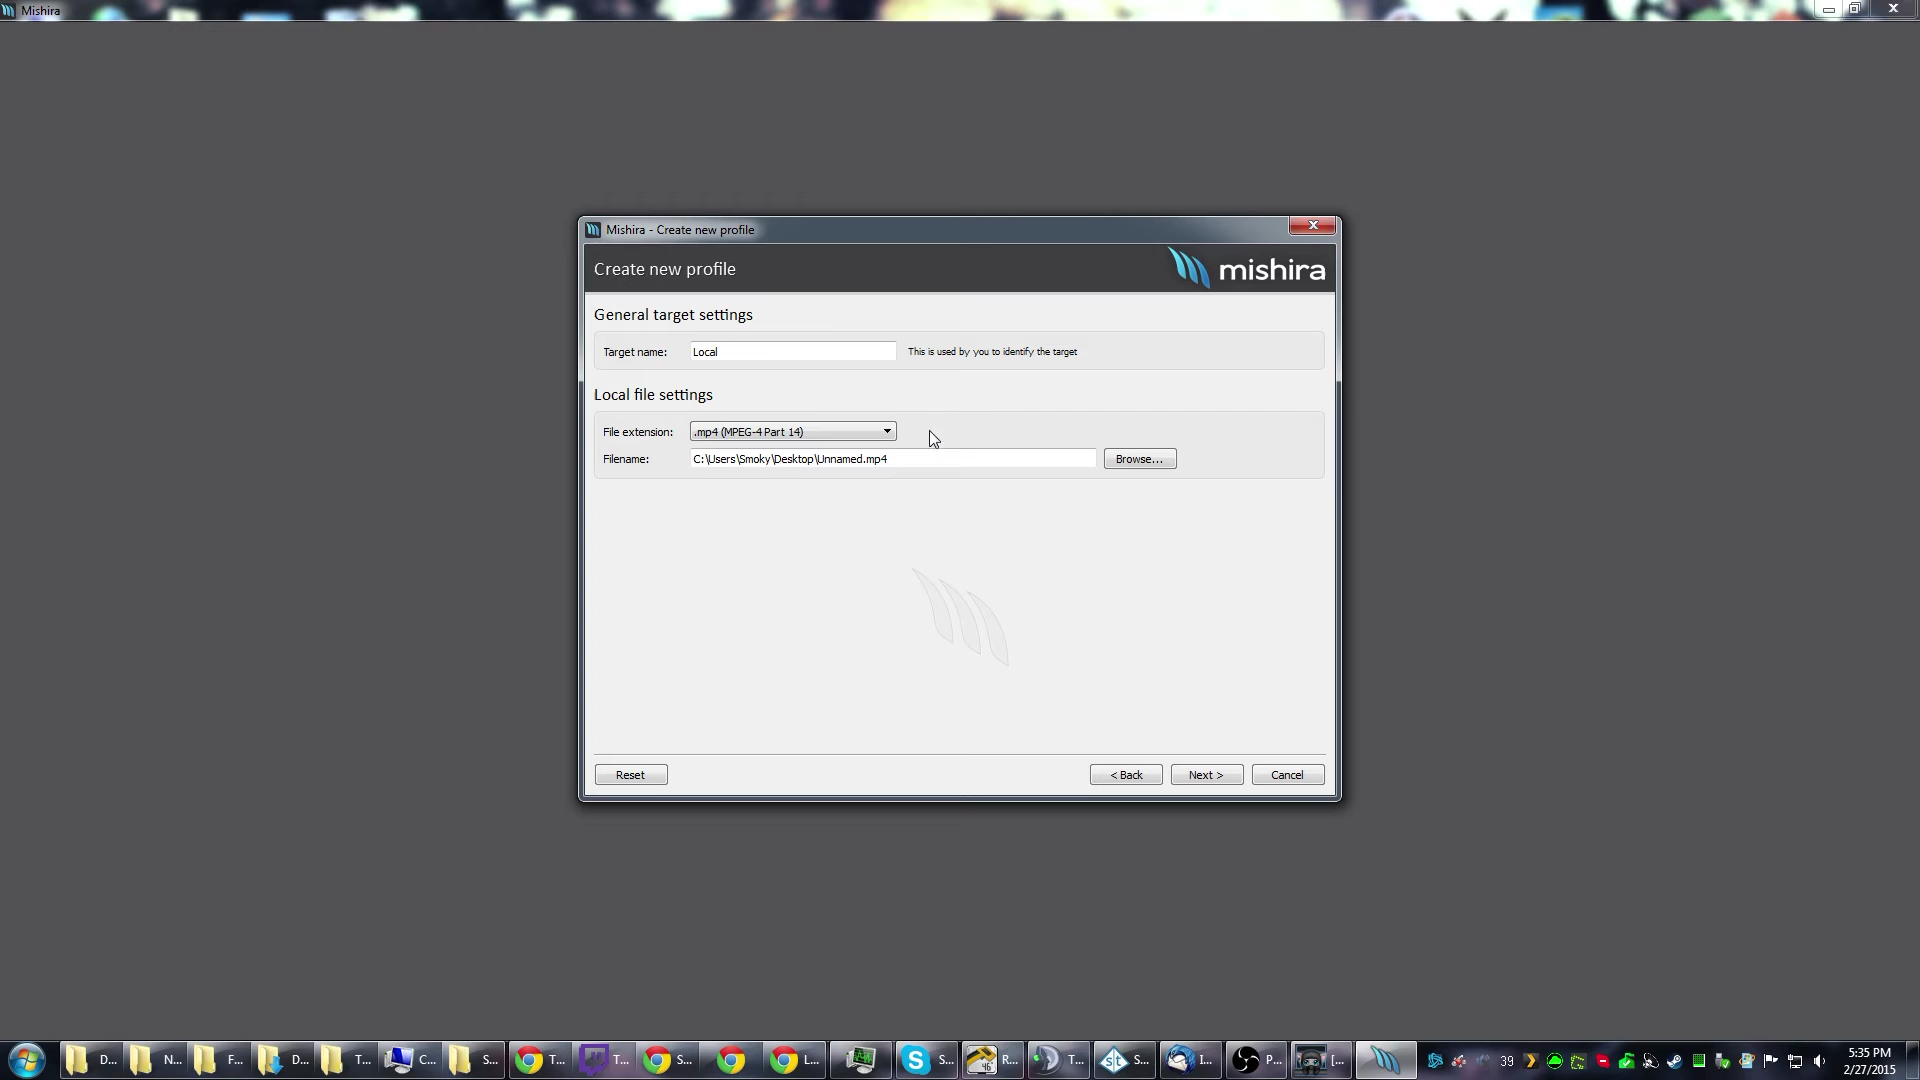 Mishira
Mishira - Create new profile
Create new profile
mishira
General target settings
Target name: Local This is used by you to identify the target
Local file settings
File extension: .mp4 (MPEG-4 Part 14)
Filename: C:\Users\Smoky\Desktop\Unnamed.mp4 Browse...
Reset < Back Next > Cancel
D... N... F... D... T... C... S... T... T... S... L... S... R... T... S... I... P... [... 39 5:35 PM
2/27/2015